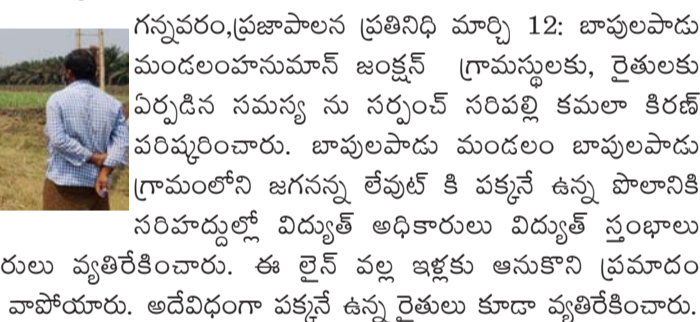 గన్నవరం,ప్రజాపాలన ప్రతినిధి మార్చి 12: బాపులపాడు
మండలంహనుమాన్ జంక్షన్ గ్రామస్థులకు, రైతులకు
ఏర్పడిన సమస్య ను సర్పంచ్ సరిపల్లి కమలా కిరణ్
పరిష్కరించారు. బాపులపాడు మండలం బాపులపాడు
గ్రామంలోని జగనన్న లేవుట్ కి పక్కనే ఉన్న పొలానికి
సరిహద్దుల్లో విద్యుత్ అధికారులు విద్యుత్ స్తంభాలు
రులు వ్యతిరేకించారు. ఈ లైన్ వల్ల ఇళ్లకు ఆనుకొని ప్రమాదం
వాపోయారు. అదేవిధంగా పక్కనే ఉన్న రైతులు కూడా వ్యతిరేకించారు.